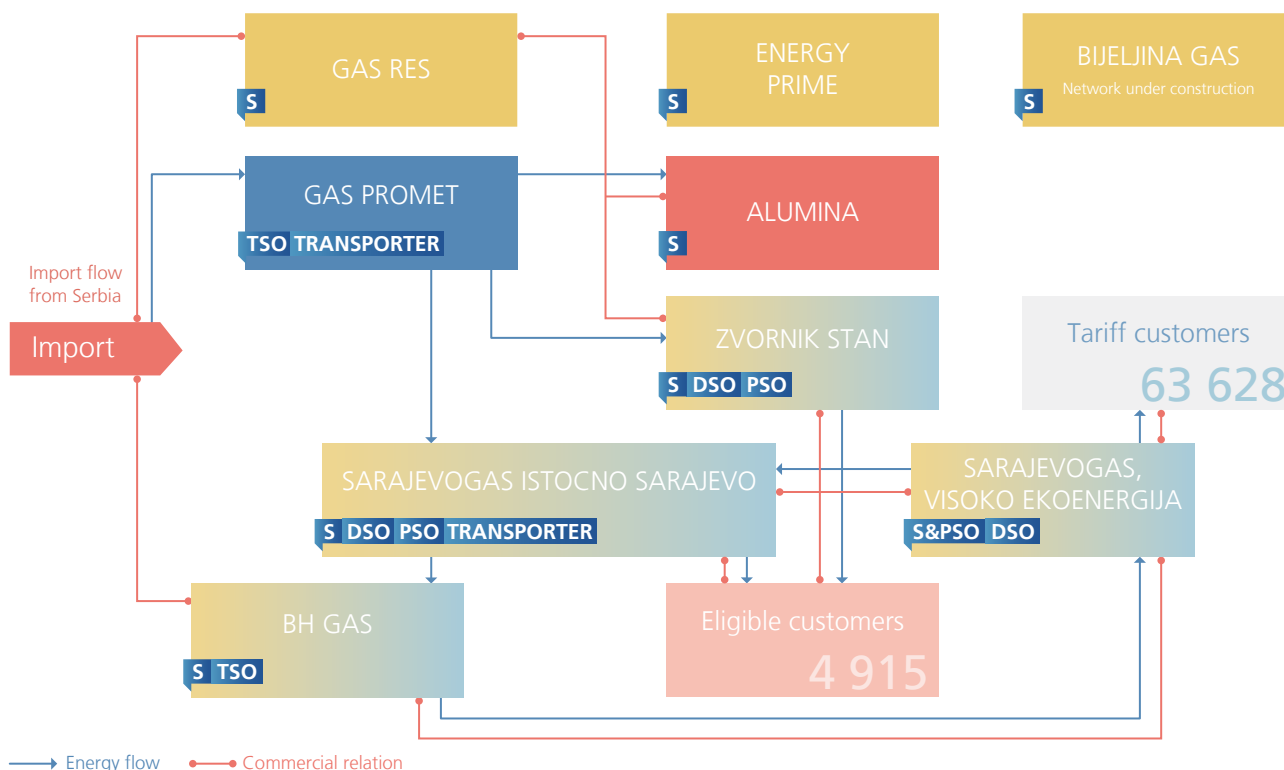 GAS RES
S
ENERGY
PRIME
S
BIJELJINA GAS
Network under construction
S
GAS PROMET
TSO TRANSPORTER
ALUMINA
S
Import flow
from Serbia
Import
ZVORNIK STAN
S DSO PSO
Tariff customers
63 628
SARAJEVOGAS ISTOCNO SARAJEVO
S DSO PSO TRANSPORTER
SARAJEVOGAS,
VISOKO EKOENERGIJA
S&PSO DSO
BH GAS
S TSO
Eligible customers
4 915
Energy flow
Commercial relation